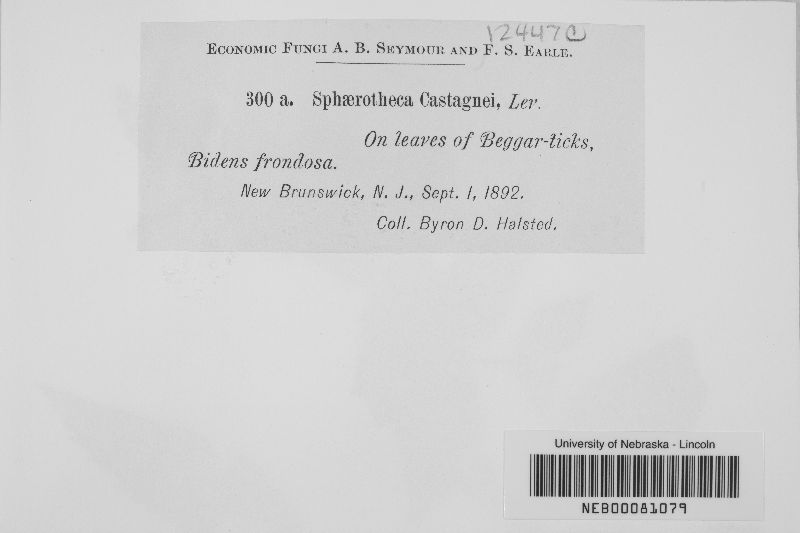 124470
Economic Fungi A. B. Seymour and F. S. Earle.
300 a. Sphærotheca Castagnei, Lev.
On leaves of Beggar-ticks,
Bidens frondosa.
New Brunswick, N. J., Sept. 1, 1892.
Coll. Byron D. Halsted.
University of Nebraska - Lincoln
NEB00081079